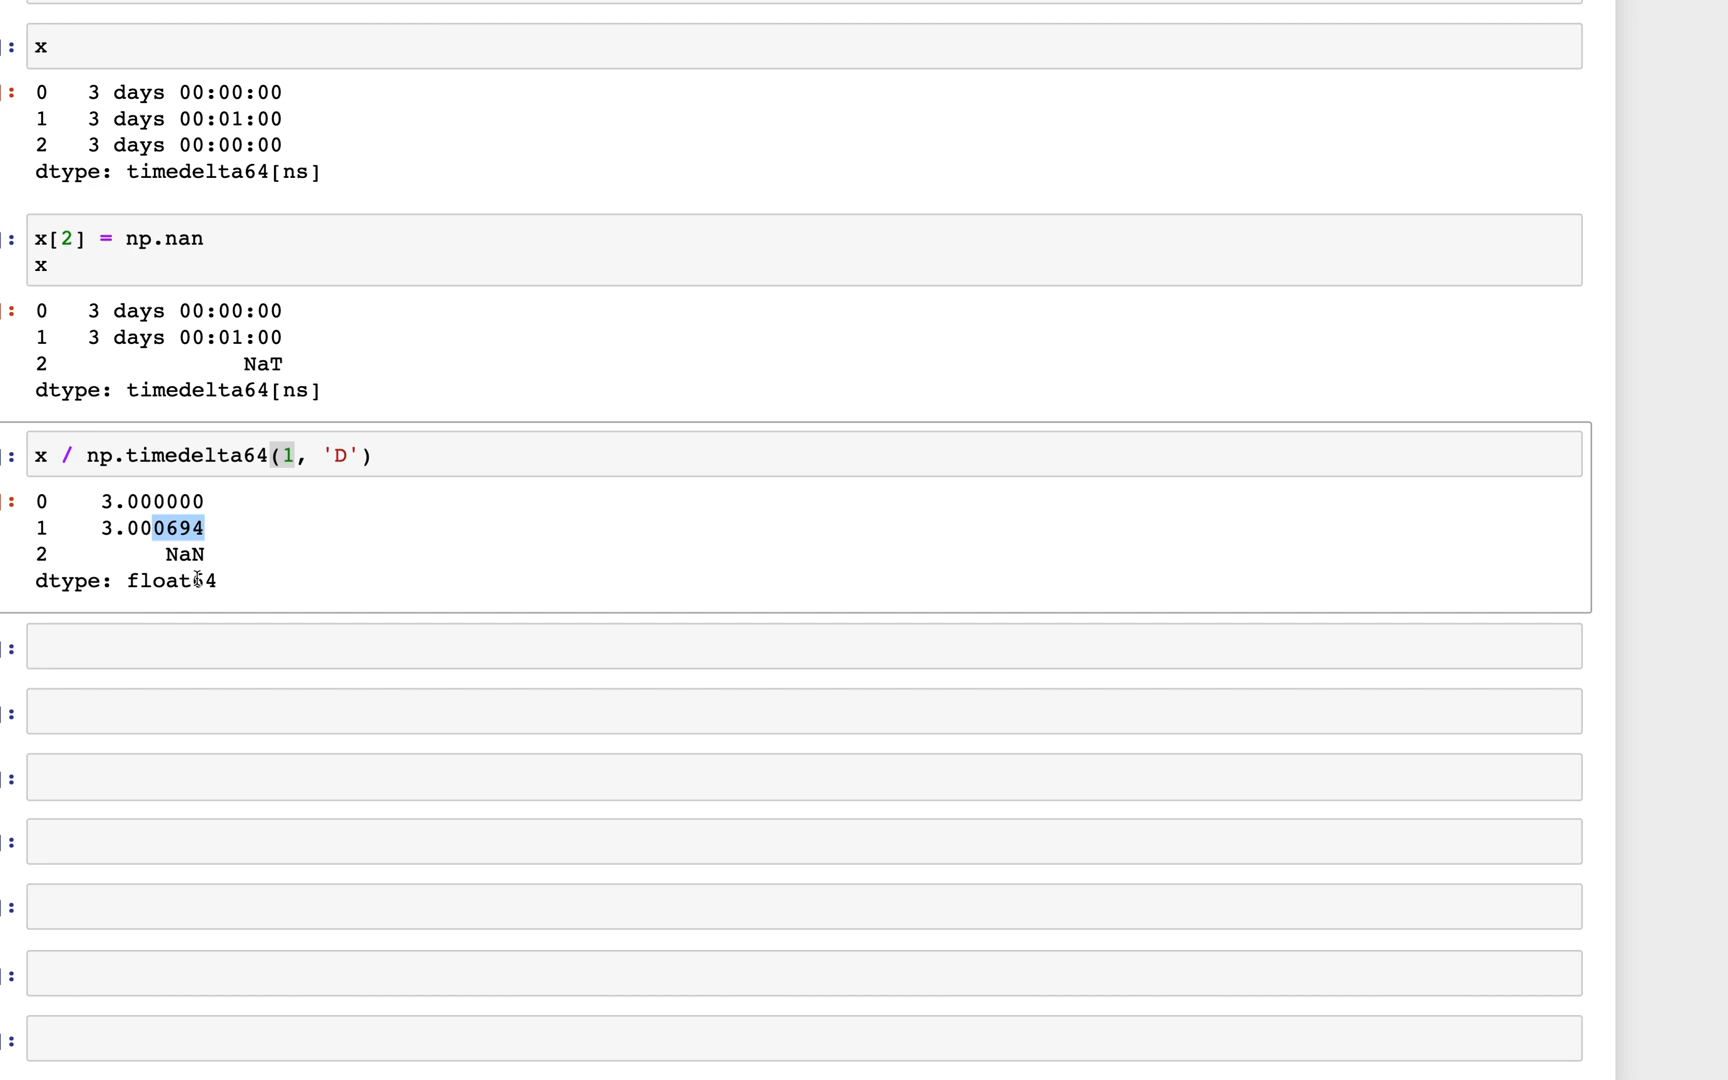 ]: x
]: 0   3 days 00:00:00
1   3 days 00:01:00
2   3 days 00:00:00
dtype: timedelta64[ns]
]: x[2] = np.nan
x
]: 0   3 days 00:00:00
1   3 days 00:01:00
2               NaT
dtype: timedelta64[ns]
]: x / np.timedelta64(1, 'D')
]: 0    3.000000
1    3.000694
2         NaN
dtype: float64
]:
]:
]:
]:
]:
]:
]: